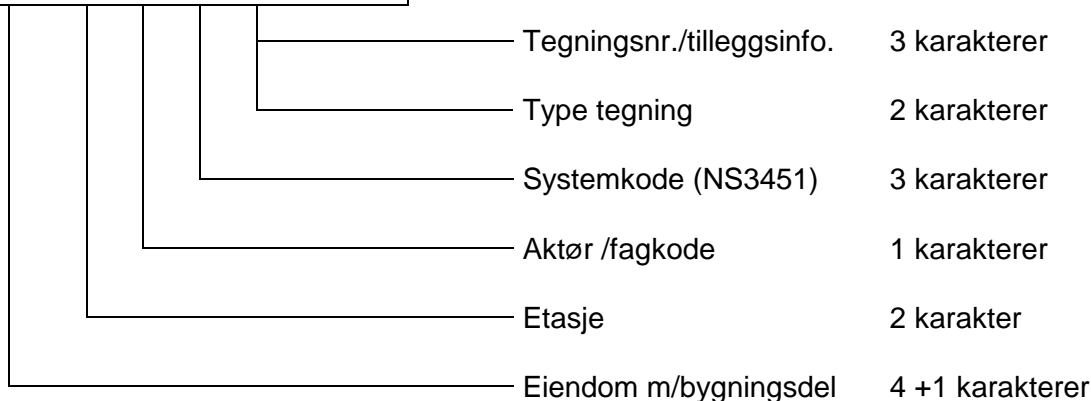 Tegningsnr./tilleggsinfo. 3 karakterer
Type tegning 2 karakterer
Systemkode (NS3451) 3 karakterer
Aktør /fagkode 1 karakterer
Etasje 2 karakter
Eiendom m/bygningsdel 4 +1 karakterer